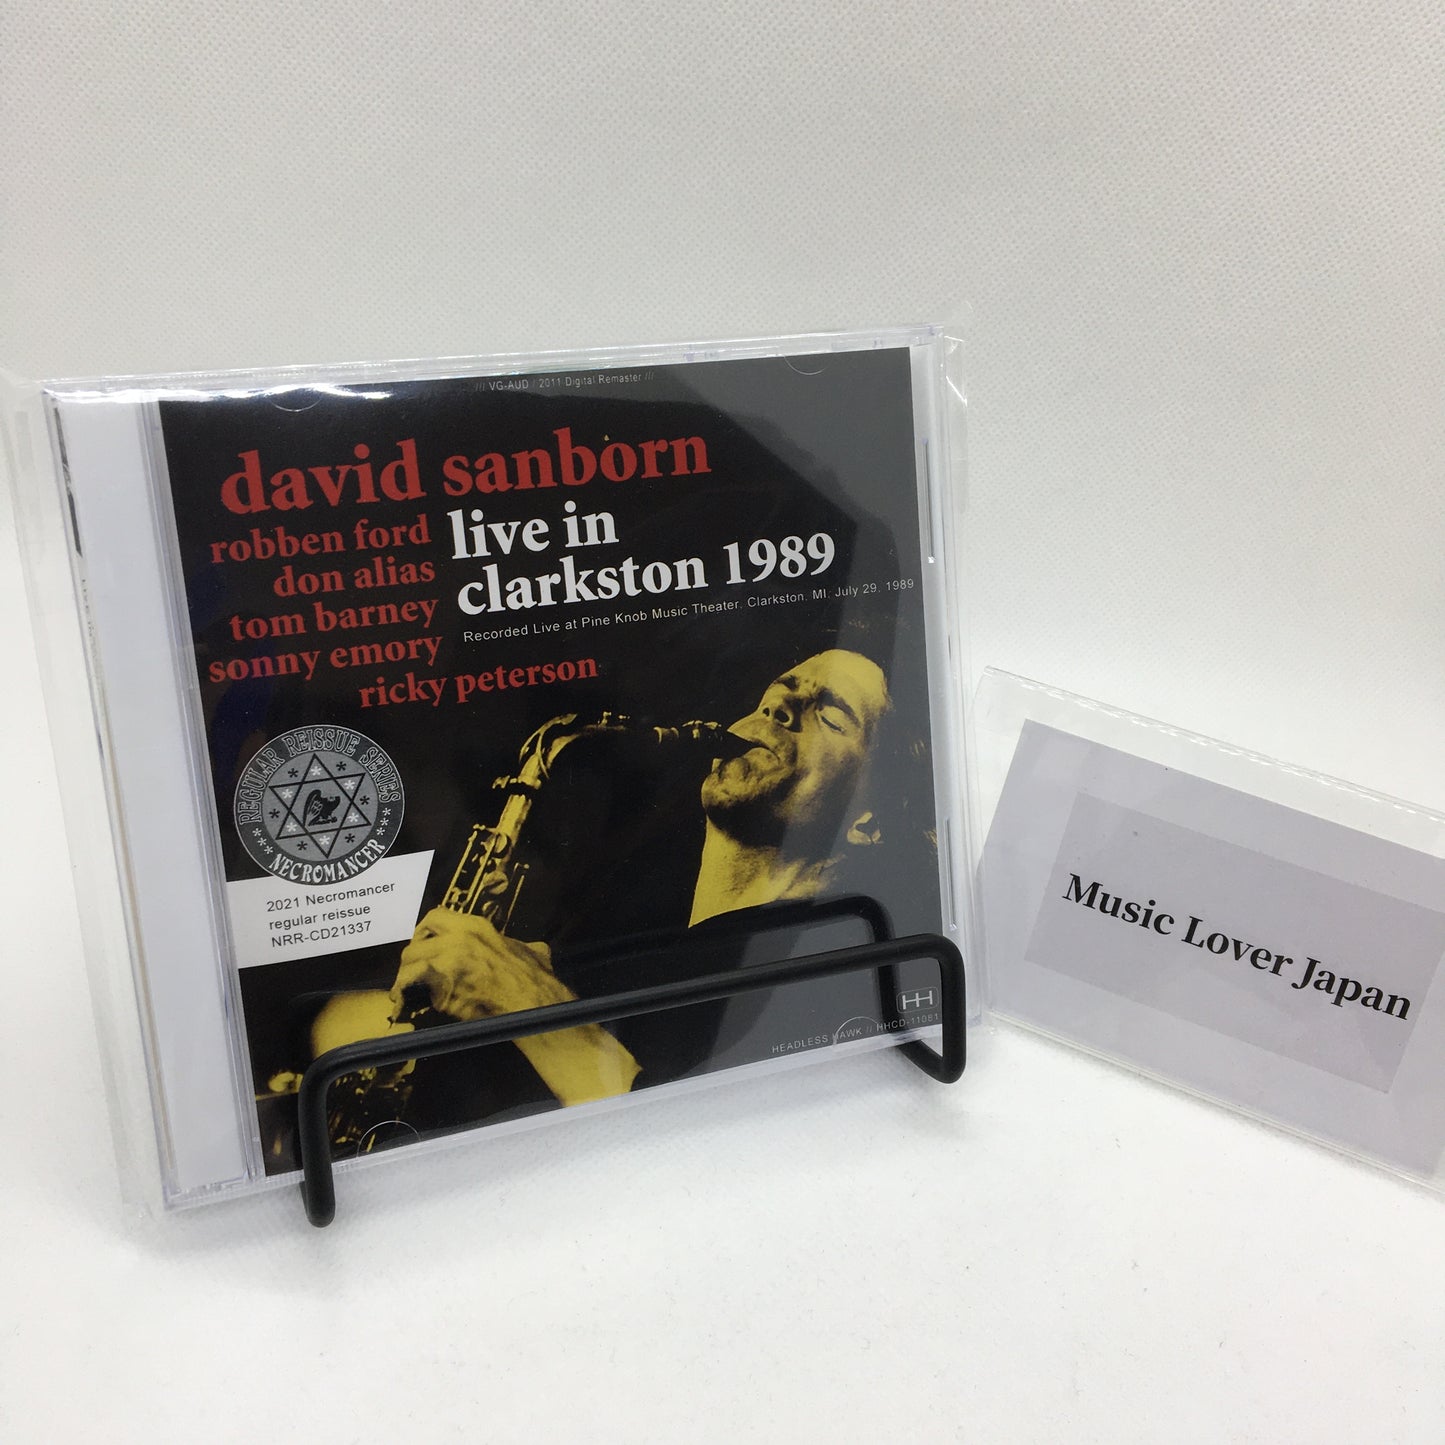 /// VG-AUD / 2011 Digital Remaster ///
david sanborn
robben ford
don alias
tom barney
sonny emory
ricky peterson
live in
clarkston 1989
Recorded Live at Pine Knob Music Theater, Clarkston, MI, July 29, 1989
REGULAR REISSUE SERIES
NECROMANCER
2021 Necromancer
regular reissue
NRR-CD21337
HH
HEADLESS HAWK // HHCD-11081
Music Lover Japan